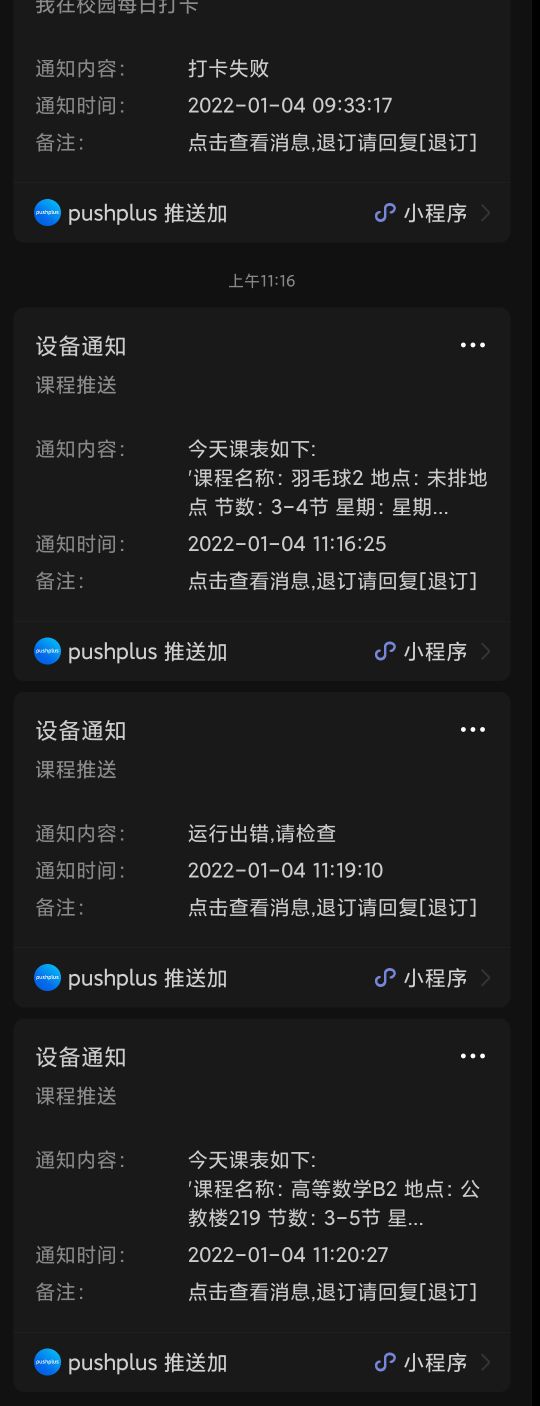 我在校园每日打卡
通知内容： 打卡失败
通知时间： 2022-01-04 09:33:17
备注： 点击查看消息,退订请回复[退订]
pushplus 推送加 小程序
上午11:16
设备通知
课程推送
通知内容： 今天课表如下:
'课程名称：羽毛球2 地点：未排地
点 节数：3-4节 星期：星期...
通知时间： 2022-01-04 11:16:25
备注： 点击查看消息,退订请回复[退订]
pushplus 推送加 小程序
设备通知
课程推送
通知内容： 运行出错,请检查
通知时间： 2022-01-04 11:19:10
备注： 点击查看消息,退订请回复[退订]
pushplus 推送加 小程序
设备通知
课程推送
通知内容： 今天课表如下:
'课程名称：高等数学B2 地点：公
教楼219 节数：3-5节 星...
通知时间： 2022-01-04 11:20:27
备注： 点击查看消息,退订请回复[退订]
pushplus 推送加 小程序